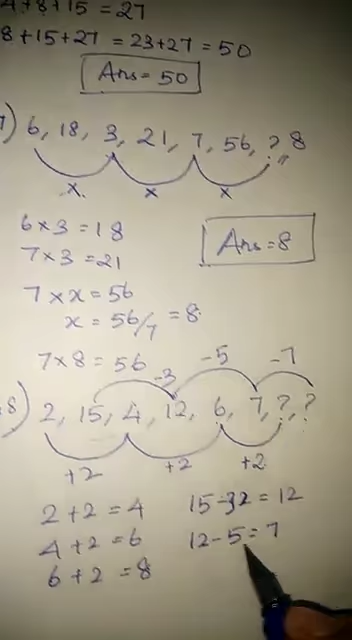 4+8+15 = 27
8+15+27 = 23+27 = 50
Ans = 50
7) 6, 18, 3, 21, 7, 56, ? 8
x x x
6×3 = 18
7×3 = 21
Ans = 8
7 × x = 56
x = 56/7 = 8
7×8 = 56
-3 -5 -7
8) 2, 15, 4, 12, 6, 7, ?, ?
+2 +2 +2
2+2 = 4 15-32 = 12
4+2 = 6 12-5 = 7
6+2 = 8